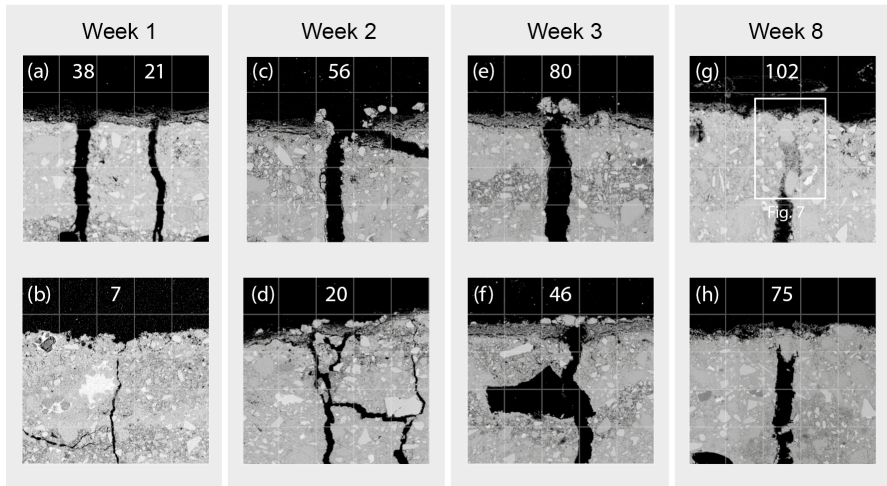 Week 1
Week 2
Week 3
Week 8
(a) 38 21
(c) 56
(e) 80
(g) 102
Fig. 7
(b) 7
(d) 20
(f) 46
(h) 75